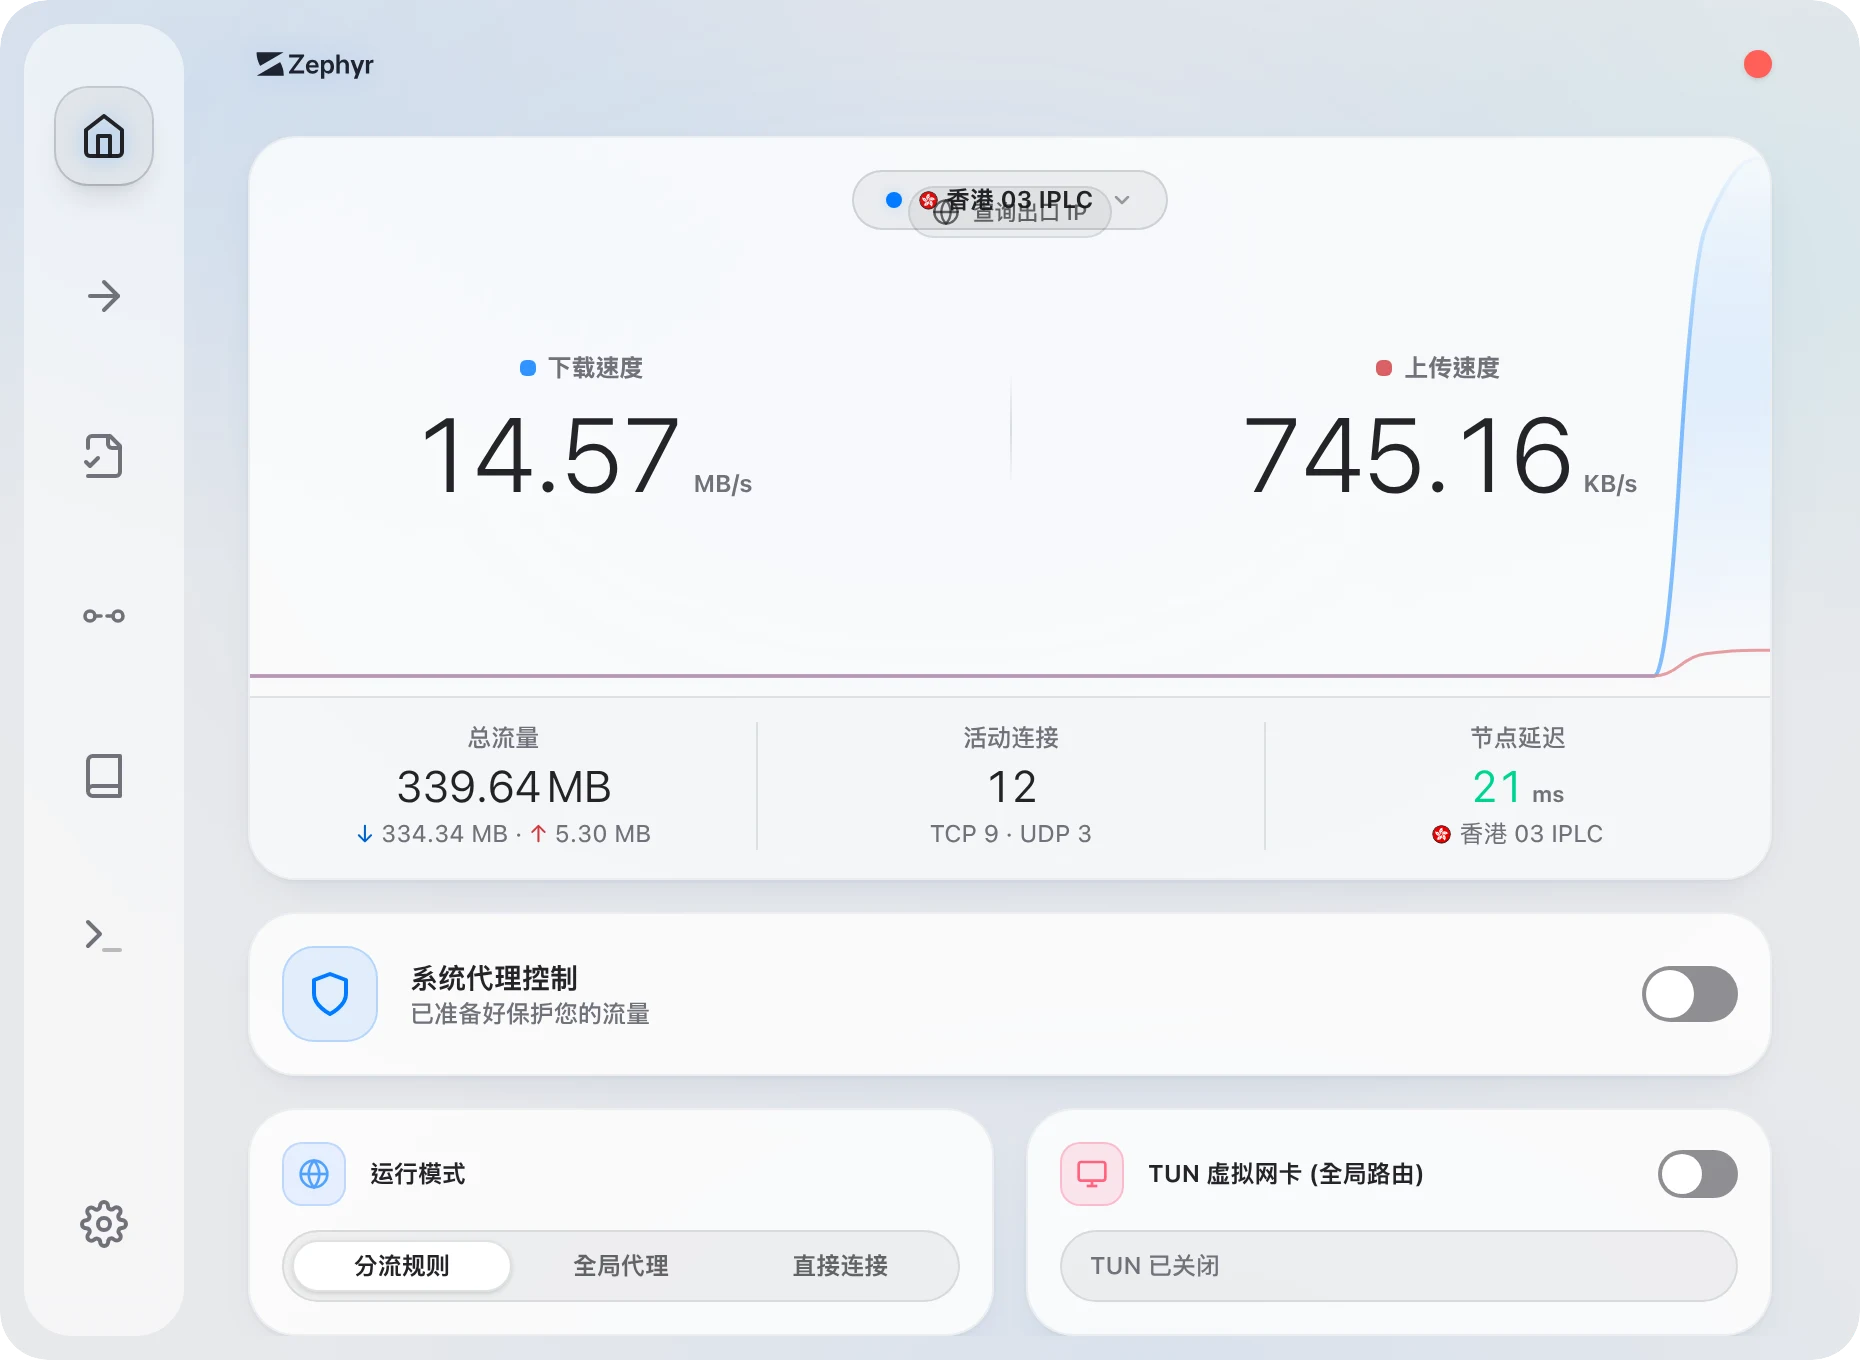 Zephyr
香港 03 IPLC
查询出口 IP
下载速度
14.57 MB/s
上传速度
745.16 KB/s
总流量
339.64 MB
↓ 334.34 MB · ↑ 5.30 MB
活动连接
12
TCP 9 · UDP 3
节点延迟
21 ms
香港 03 IPLC
系统代理控制
已准备好保护您的流量
运行模式
分流规则 全局代理 直接连接
TUN 虚拟网卡 (全局路由)
TUN 已关闭